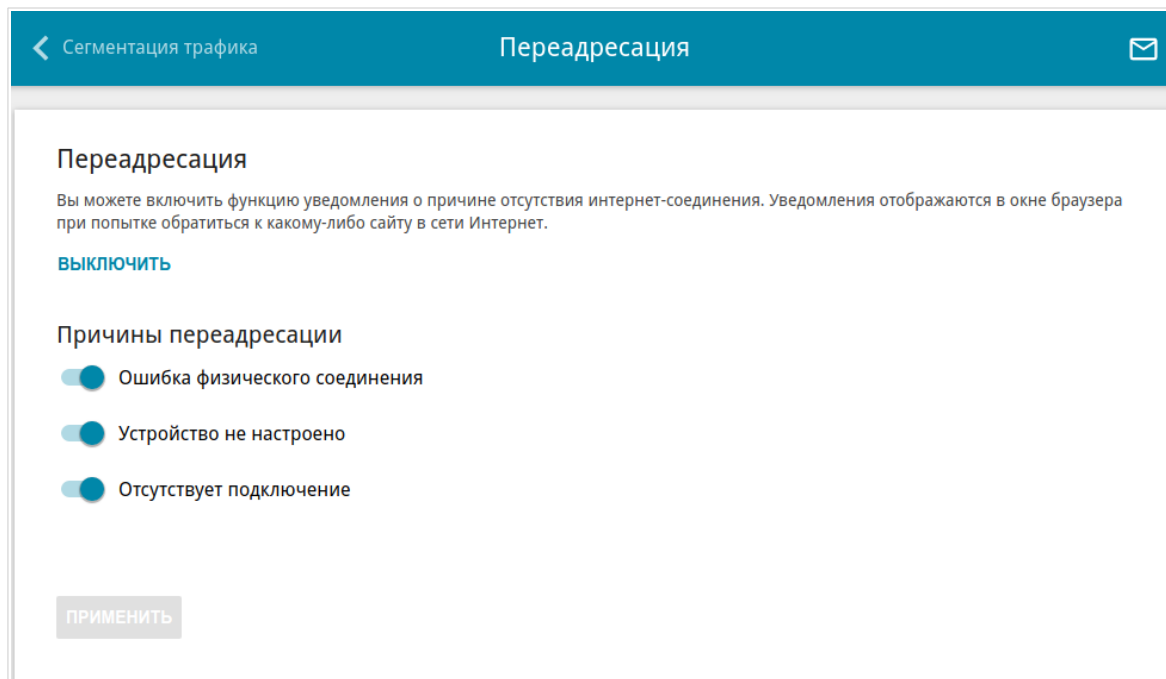 Сегментация трафика
Переадресация
Переадресация
Вы можете включить функцию уведомления о причине отсутствия интернет-соединения. Уведомления отображаются в окне браузера
при попытке обратиться к какому-либо сайту в сети Интернет.
ВЫКЛЮЧИТЬ
Причины переадресации
Ошибка физического соединения
Устройство не настроено
Отсутствует подключение
ПРИМЕНИТЬ